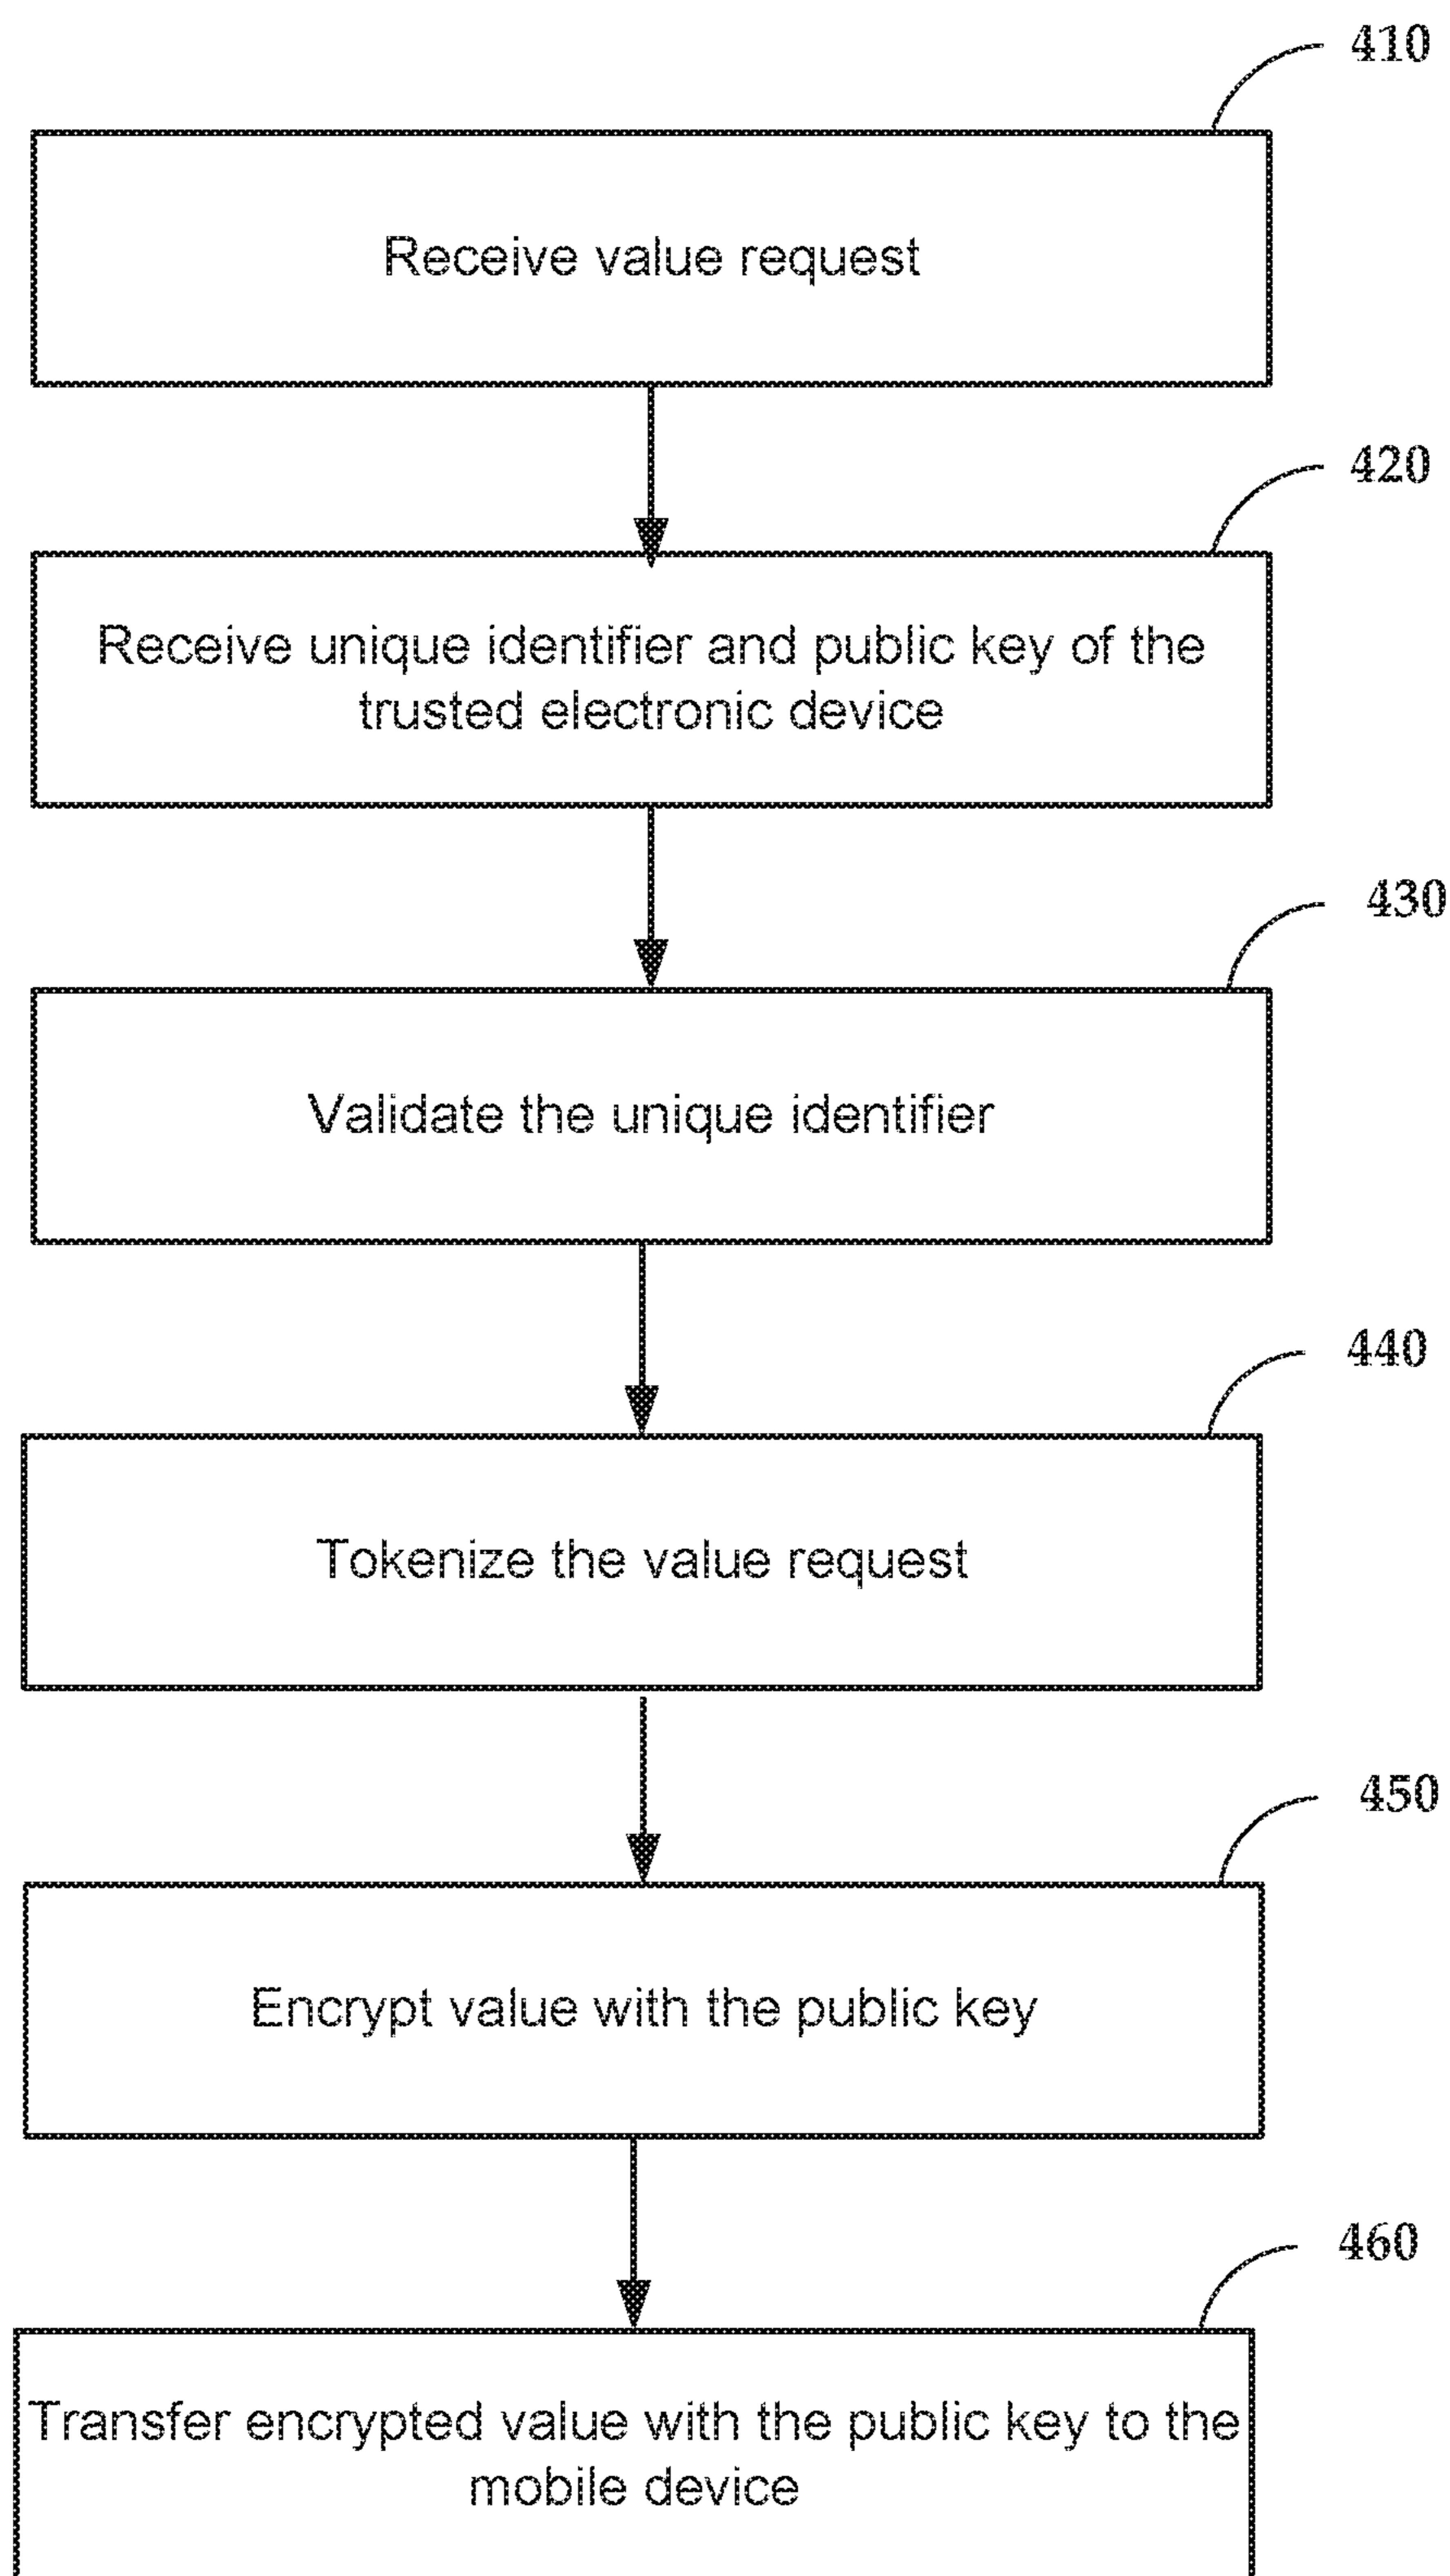 410
Receive value request
420
Receive unique identifier and public key of the
trusted electronic device
430
Validate the unique identifier
440
Tokenize the value request
450
Encrypt value with the public key
460
Transfer encrypted value with the public key to the
mobile device